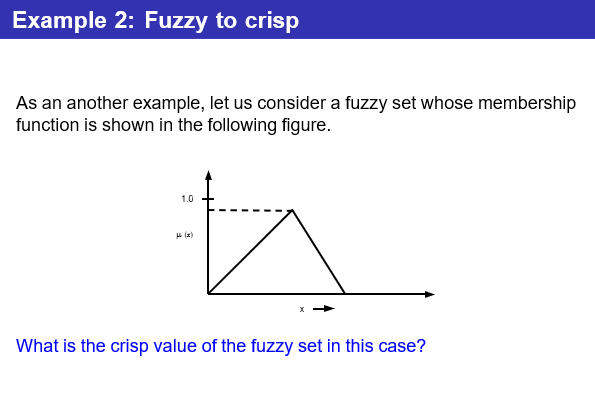 Example 2: Fuzzy to crisp
As an another example, let us consider a fuzzy set whose membership
function is shown in the following figure.
1.0
μ (x)
x
What is the crisp value of the fuzzy set in this case?